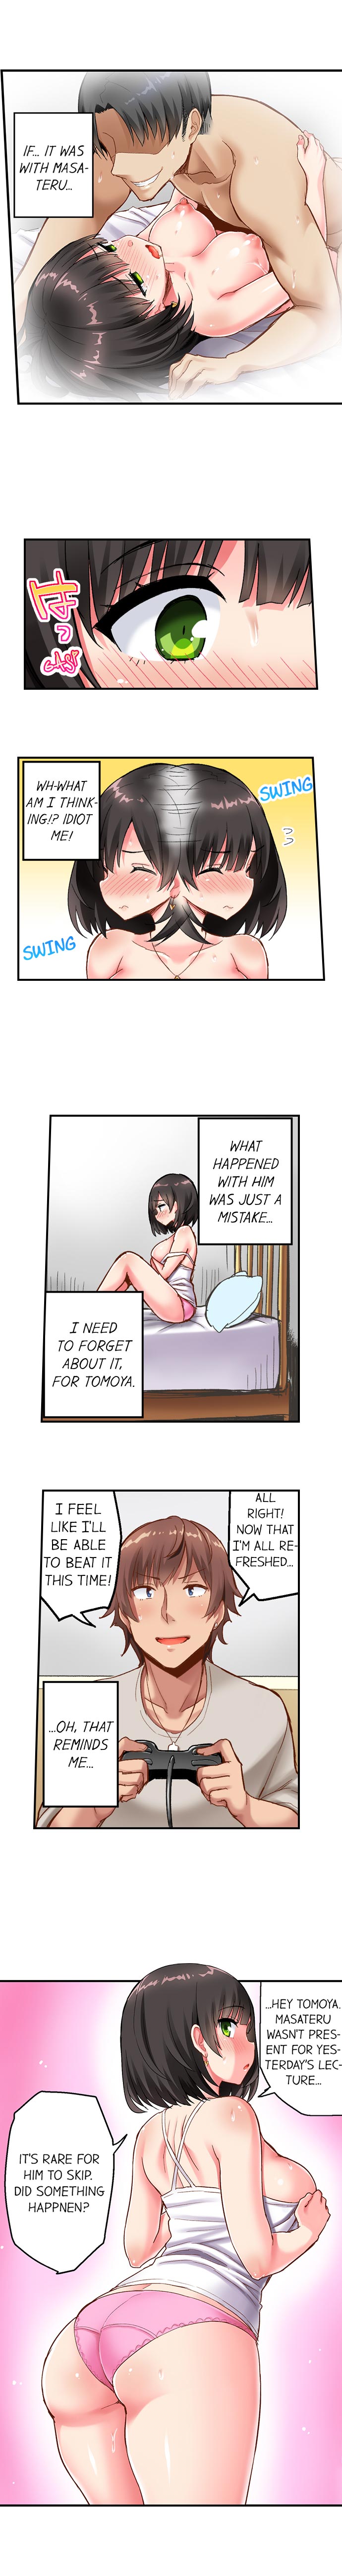 IF... IT WAS
WITH MASA-
TERU...
はっ
GASP
WH-WHAT
AM I THINK-
ING!? IDIOT
ME!
SWING
SWING
WHAT
HAPPENED
WITH HIM
WAS JUST A
MISTAKE...
I NEED
TO FORGET
ABOUT IT,
FOR TOMOYA.
ALL
RIGHT!
NOW THAT
I'M ALL RE-
FRESHED...
I FEEL
LIKE I'LL
BE ABLE
TO BEAT IT
THIS TIME!
...OH, THAT
REMINDS
ME...
...HEY TOMOYA.
MASATERU
WASN'T PRES-
ENT FOR YES-
TERDAY'S LEC-
TURE...
IT'S RARE FOR
HIM TO SKIP.
DID SOMETHING
HAPPNEN?